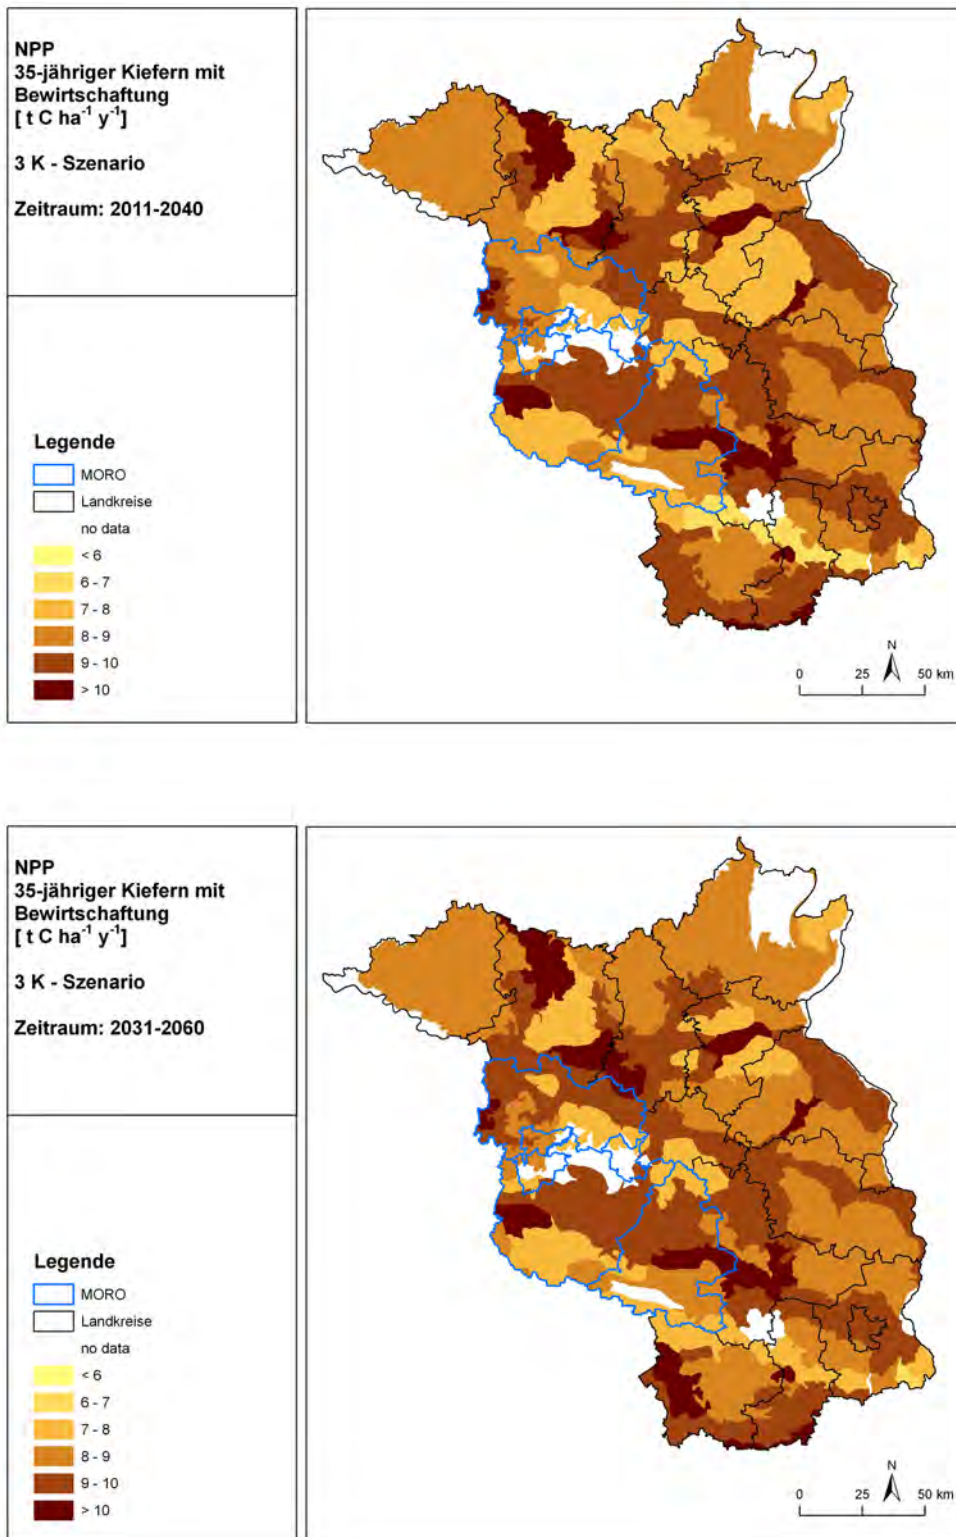 NPP
35-jähriger Kiefern mit
Bewirtschaftung
[ t C ha⁻¹ y⁻¹]
3 K - Szenario
Zeitraum: 2011-2040
Legende
MORO
Landkreise
no data
< 6
6 - 7
7 - 8
8 - 9
9 - 10
> 10
N
0 25 50 km
NPP
35-jähriger Kiefern mit
Bewirtschaftung
[ t C ha⁻¹ y⁻¹]
3 K - Szenario
Zeitraum: 2031-2060
Legende
MORO
Landkreise
no data
< 6
6 - 7
7 - 8
8 - 9
9 - 10
> 10
N
0 25 50 km